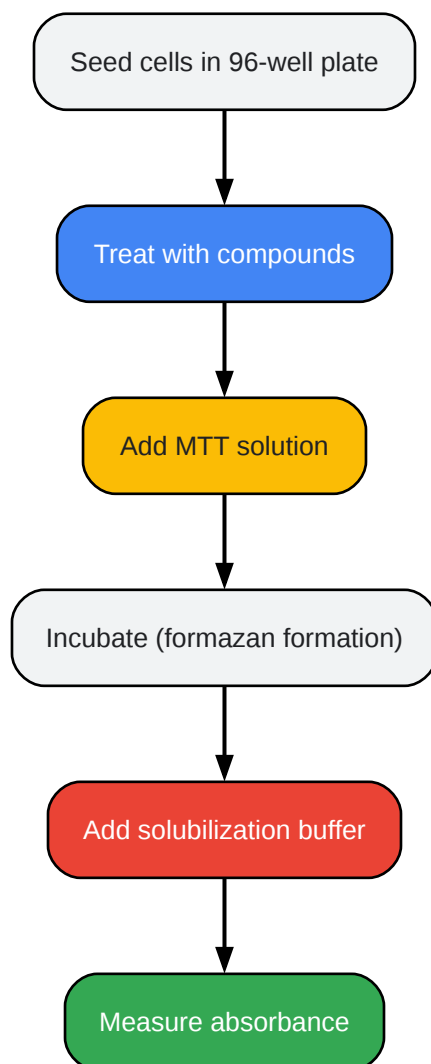 Seed cells in 96-well plate
Treat with compounds
Add MTT solution
Incubate (formazan formation)
Add solubilization buffer
Measure absorbance